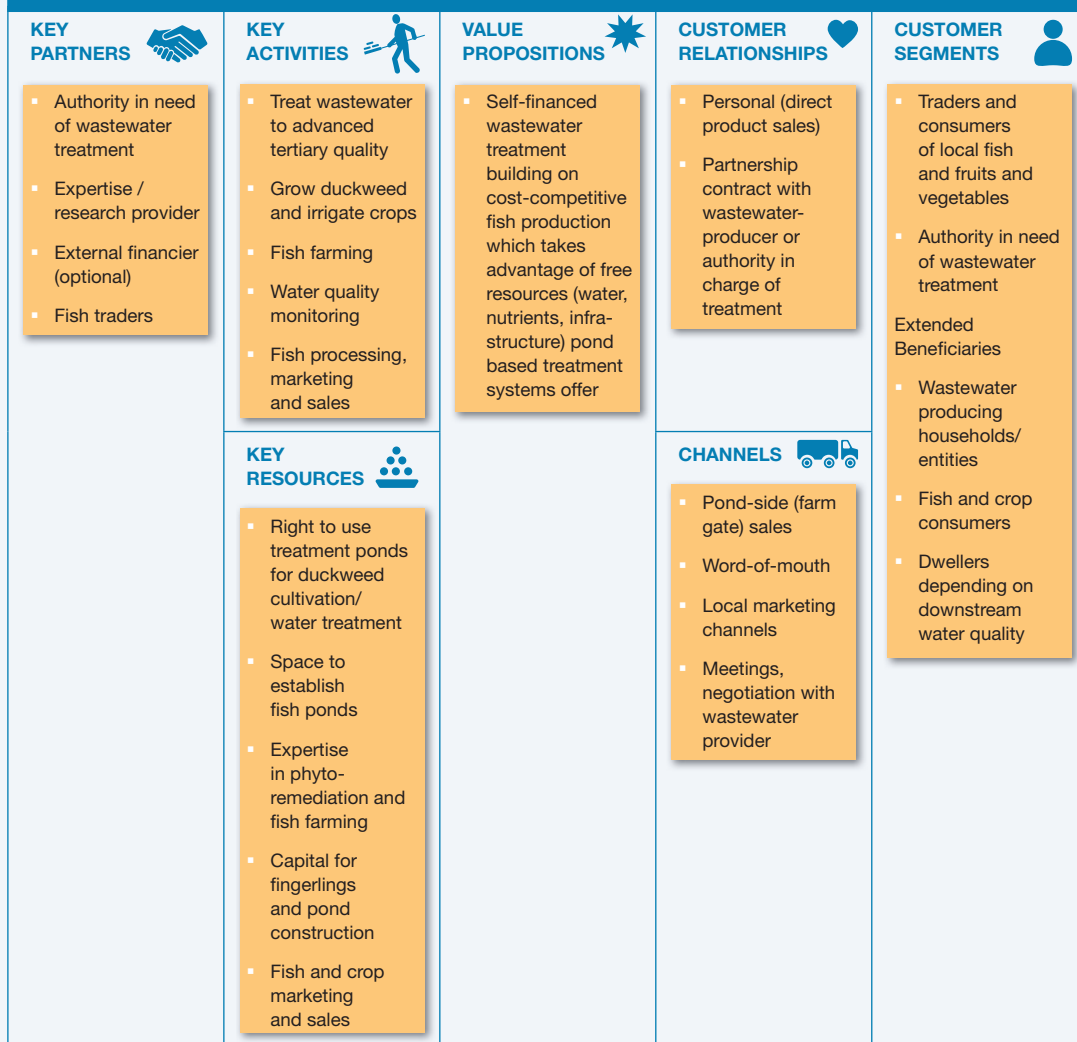 KEY
PARTNERS
Authority in need
of wastewater
treatment
Expertise /
research provider
External financier
(optional)
Fish traders
KEY
ACTIVITIES
Treat wastewater
to advanced
tertiary quality
Grow duckweed
and irrigate crops
Fish farming
Water quality
monitoring
Fish processing,
marketing
and sales
KEY
RESOURCES
Right to use
treatment ponds
for duckweed
cultivation/
water treatment
Space to
establish
fish ponds
Expertise
in phyto-
remediation and
fish farming
Capital for
fingerlings
and pond
construction
Fish and crop
marketing
and sales
VALUE
PROPOSITIONS
Self-financed
wastewater
treatment
building on
cost-competitive
fish production
which takes
advantage of free
resources (water,
nutrients, infra-
structure) pond
based treatment
systems offer
CUSTOMER
RELATIONSHIPS
Personal (direct
product sales)
Partnership
contract with
wastewater-
producer or
authority in
charge of
treatment
CHANNELS
Pond-side (farm
gate) sales
Word-of-mouth
Local marketing
channels
Meetings,
negotiation with
wastewater
provider
CUSTOMER
SEGMENTS
Traders and
consumers
of local fish
and fruits and
vegetables
Authority in need
of wastewater
treatment
Extended
Beneficiaries
Wastewater
producing
households/
entities
Fish and crop
consumers
Dwellers
depending on
downstream
water quality